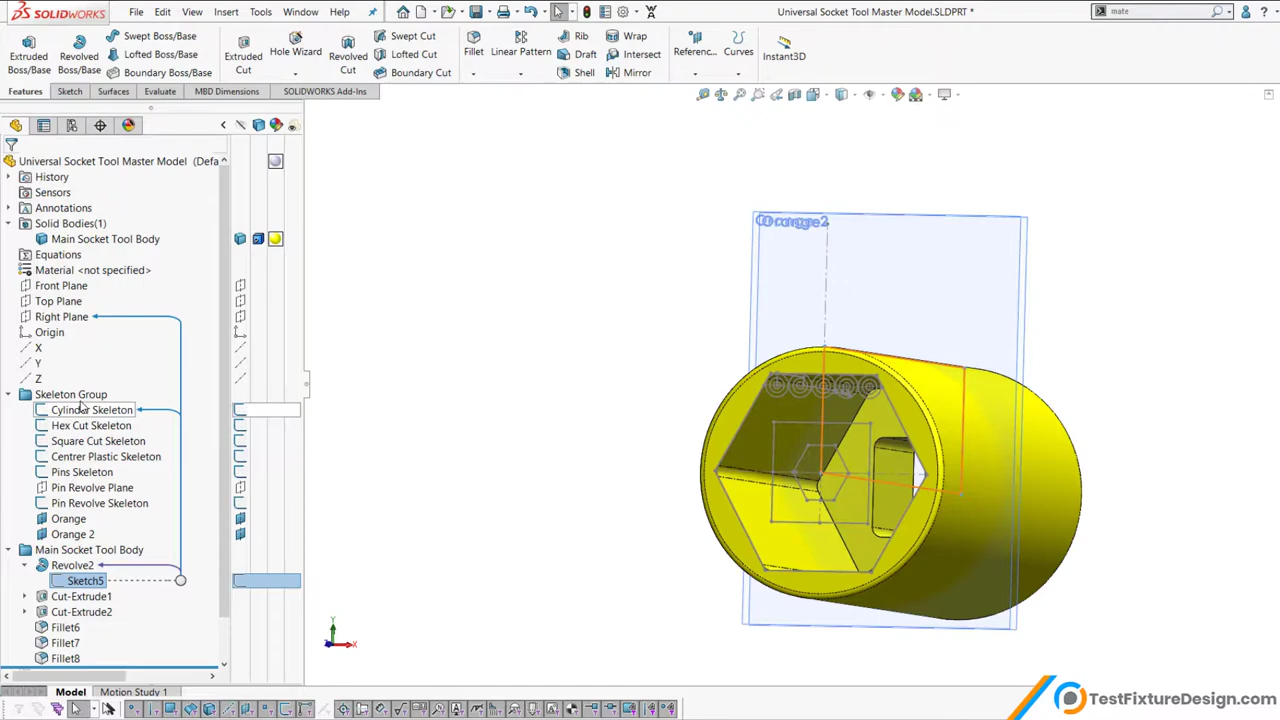 SOLIDWORKS
File
Edit
View
Insert
Tools
Window
Help
Universal Socket Tool Master Model.SLDPRT *
mate
Extruded Boss/Base
Revolved Boss/Base
Swept Boss/Base
Lofted Boss/Base
Boundary Boss/Base
Extruded Cut
Hole Wizard
Revolved Cut
Swept Cut
Lofted Cut
Boundary Cut
Fillet
Linear Pattern
Rib
Draft
Shell
Wrap
Intersect
Mirror
Referenc...
Curves
Instant3D
Features
Sketch
Surfaces
Evaluate
MBD Dimensions
SOLIDWORKS Add-Ins
Universal Socket Tool Master Model (Defa
History
Sensors
Annotations
Solid Bodies(1)
Main Socket Tool Body
Equations
Material <not specified>
Front Plane
Top Plane
Right Plane
Origin
X
Y
Z
Skeleton Group
Cylinder Skeleton
Hex Cut Skeleton
Square Cut Skeleton
Centrer Plastic Skeleton
Pins Skeleton
Pin Revolve Plane
Pin Revolve Skeleton
Orange
Orange 2
Main Socket Tool Body
Revolve2
Sketch5
Cut-Extrude1
Cut-Extrude2
Fillet6
Fillet7
Fillet8
Y
X
Z
Model
Motion Study 1
TestFixtureDesign.com